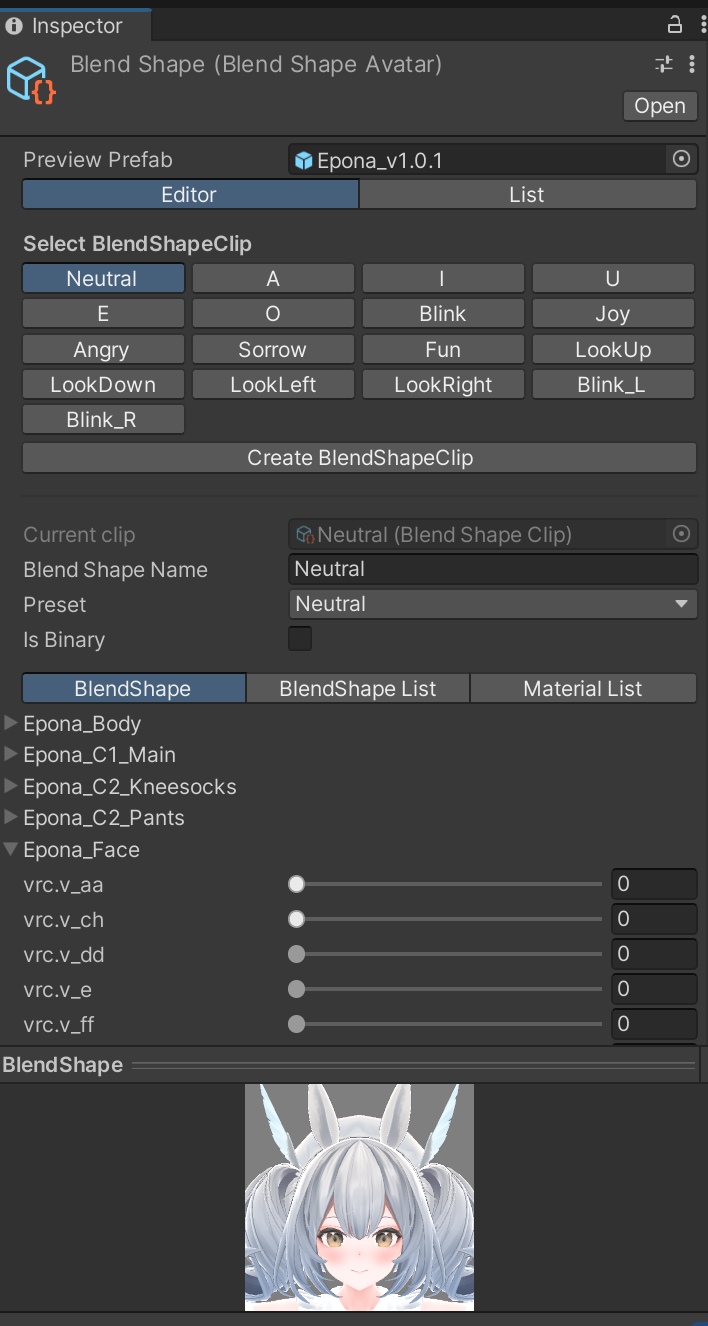 Inspector
Blend Shape (Blend Shape Avatar)
Open
Preview Prefab Epona_v1.0.1
Editor List
Select BlendShapeClip
Neutral A I U
E O Blink Joy
Angry Sorrow Fun LookUp
LookDown LookLeft LookRight Blink_L
Blink_R
Create BlendShapeClip
Current clip Neutral (Blend Shape Clip)
Blend Shape Name Neutral
Preset Neutral
Is Binary
BlendShape BlendShape List Material List
Epona_Body
Epona_C1_Main
Epona_C2_Kneesocks
Epona_C2_Pants
Epona_Face
vrc.v_aa 0
vrc.v_ch 0
vrc.v_dd 0
vrc.v_e 0
vrc.v_ff 0
BlendShape